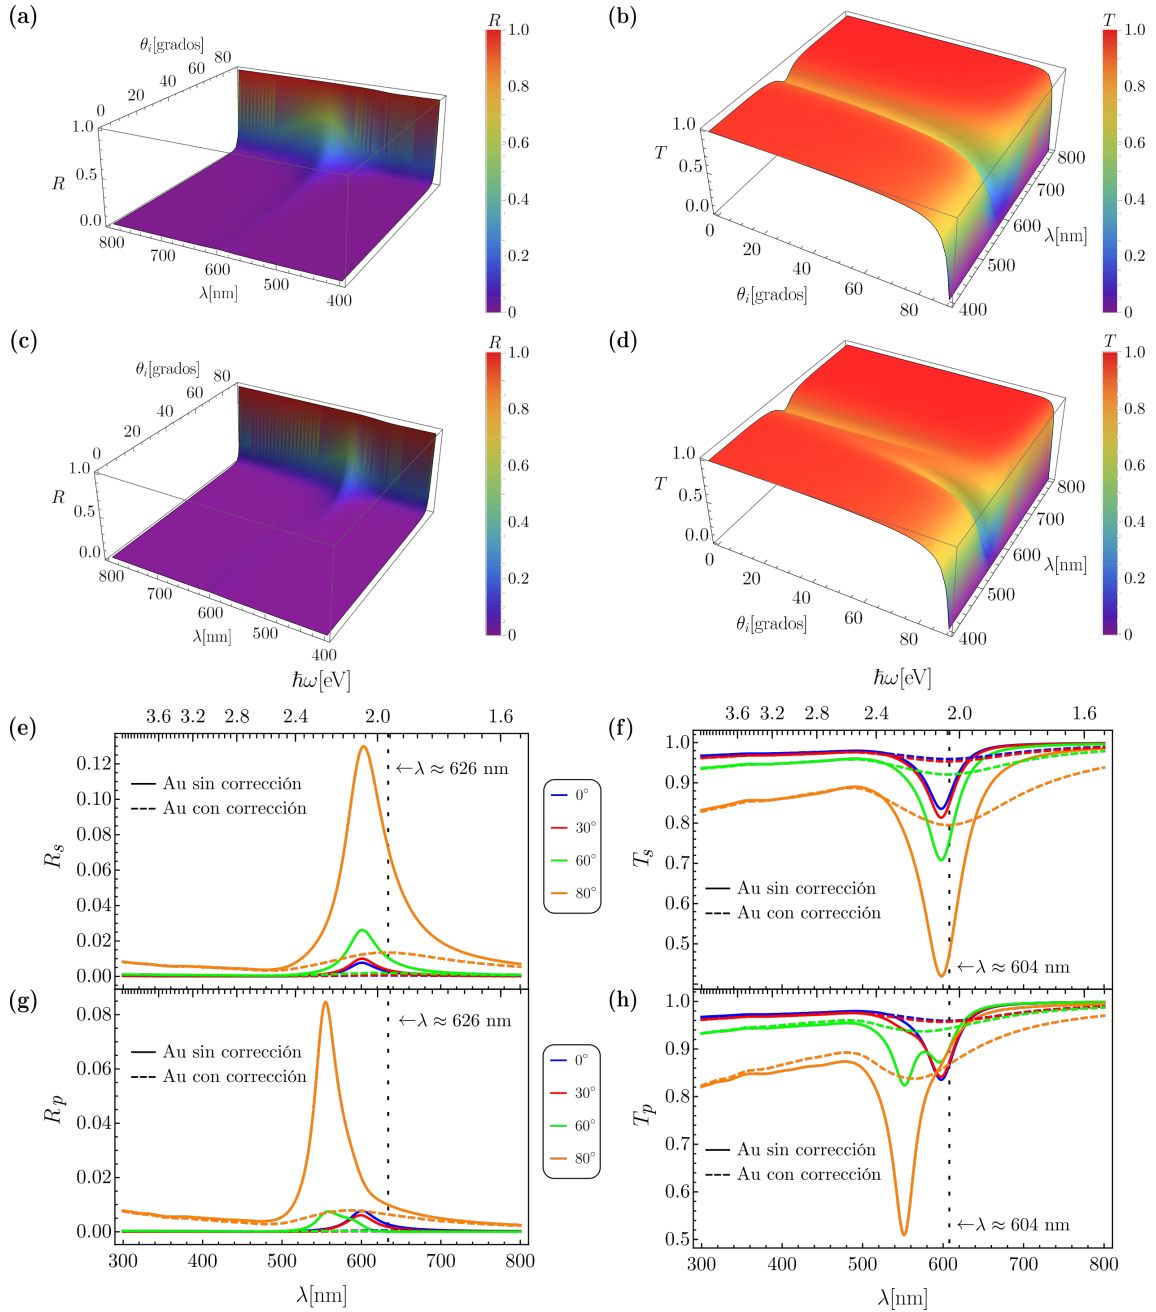 (a)
R
1.0
0.8
0.6
0.4
0.2
0
θi[grados]
0
20
40
60
80
1.0
0.5
0.0
R
800
700
600
500
400
λ[nm]
(b)
T
1.0
0.8
0.6
0.4
0.2
0
1.0
0.5
0.0
T
0
20
40
60
80
θi[grados]
800
700
600
500
400
λ[nm]
(c)
R
1.0
0.8
0.6
0.4
0.2
0
θi[grados]
0
20
40
60
80
1.0
0.5
0.0
R
800
700
600
500
400
λ[nm]
(d)
T
1.0
0.8
0.6
0.4
0.2
0
1.0
0.5
0.0
T
0
20
40
60
80
θi[grados]
800
700
600
500
400
λ[nm]
ħω[eV]
3.6 3.2 2.8 2.4 2.0 1.6
(e)
0.12
0.10
0.08
0.06
0.04
0.02
0.00
Rs
←λ ≈ 626 nm
Au sin corrección
Au con corrección
0°
30°
60°
80°
ħω[eV]
3.6 3.2 2.8 2.4 2.0 1.6
(f)
1.0
0.9
0.8
0.7
0.6
0.5
Ts
Au sin corrección
Au con corrección
←λ ≈ 604 nm
(g)
0.08
0.06
0.04
0.02
0.00
Rp
←λ ≈ 626 nm
Au sin corrección
Au con corrección
0°
30°
60°
80°
300 400 500 600 700 800
λ[nm]
(h)
1.0
0.9
0.8
0.7
0.6
0.5
Tp
Au sin corrección
Au con corrección
←λ ≈ 604 nm
300 400 500 600 700 800
λ[nm]